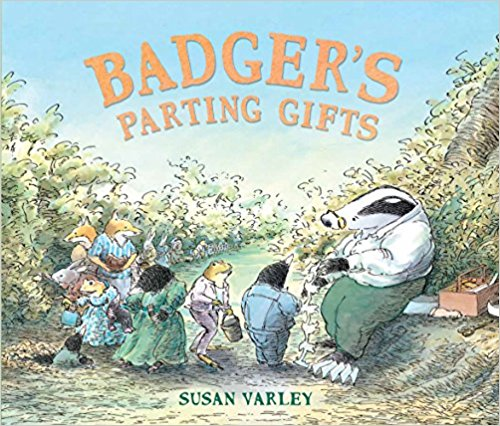 BADGER'S
PARTING GIFTS
SUSAN VARLEY